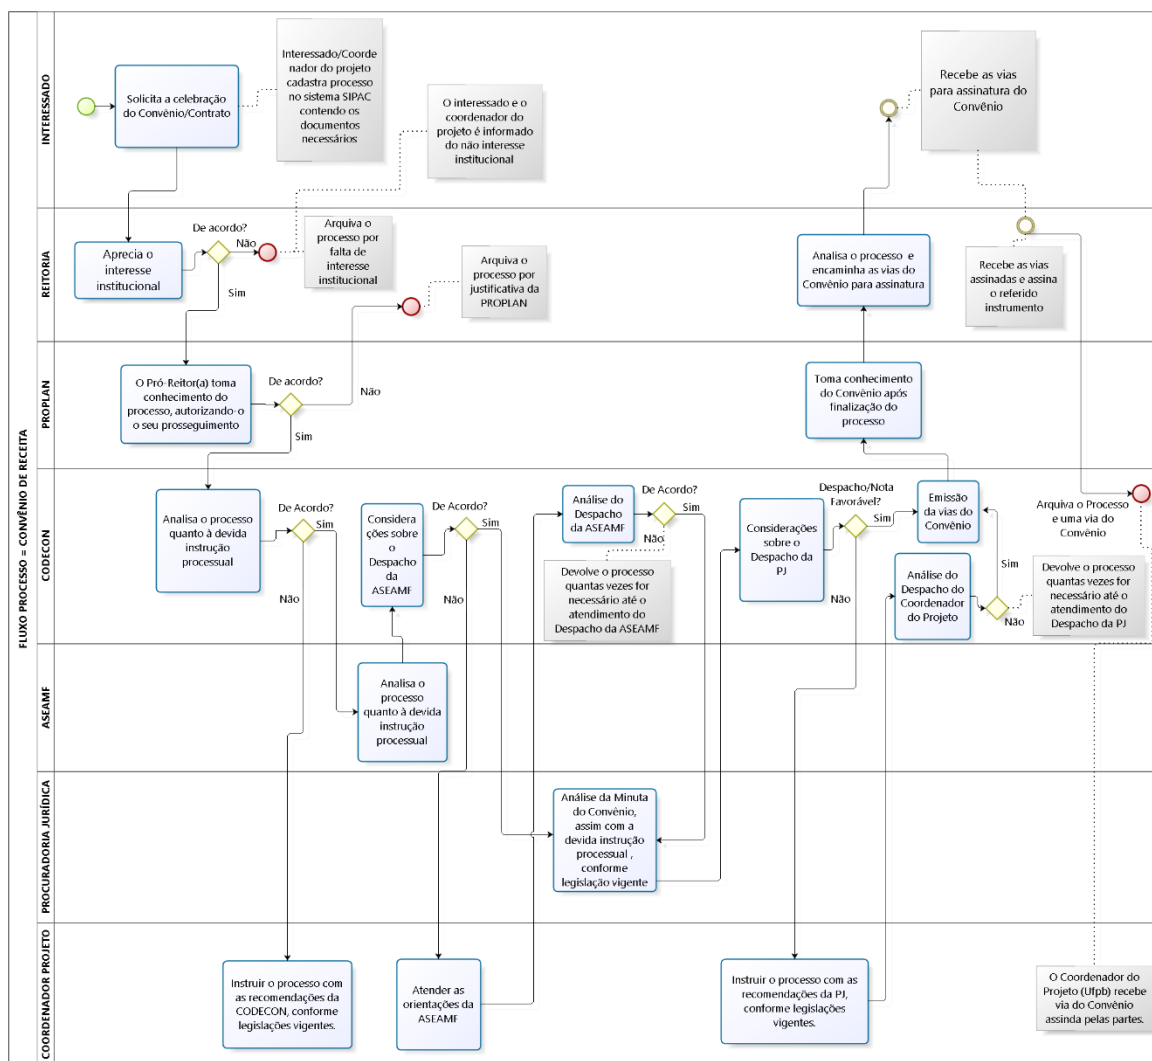 FLUXO PROCESSO = CONVÊNIO DE RECEITA
INTERESSADO
Solicita a celebração
do Convênio/Contrato
Interessado/Coorde
nador do projeto
cadastra processo
no sistema SIPAC
contendo os
documentos
necessários
O interessado e o
coordenador do
projeto é informado
do não interesse
institucional
Recebe as vias
para assinatura do
Convênio
REITORIA
Aprecia o
interesse
institucional
De acordo?
Não
Sim
Arquiva o
processo por
falta de
interesse
institucional
Arquiva o
processo por
justificativa da
PROPLAN
Analisa o processo e
encaminha as vias do
Convênio para assinatura
Recebe as vias
assinadas e assina
o referido
instrumento
PROPLAN
O Pró-Reitor(a) toma
conhecimento do
processo, autorizando-o
o seu prosseguimento
De acordo?
Não
Sim
Toma conhecimento
do Convênio após
finalização do
processo
CODECON
Analisa o processo
quanto à devida
instrução
processual
De Acordo?
Sim
Não
Considera
ções sobre
o
Despacho
da
ASEAMF
De Acordo?
Sim
Não
Análise do
Despacho
da ASEAMF
De Acordo?
Sim
Não
Devolve o processo
quantas vezes for
necessário até o
atendimento do
Despacho da ASEAMF
Considerações
sobre o
Despacho da
PJ
Despacho/Nota
Favorável?
Sim
Não
Emissão
da vias do
Convênio
Análise do
Despacho do
Coordenador
do Projeto
Sim
Não
Arquiva o Processo
e uma via do
Convênio
Devolve o processo
quantas vezes for
necessário até o
atendimento do
Despacho da PJ
ASEAMF
Analisa o
processo
quanto à devida
instrução
processual
PROCURADORIA JURÍDICA
Análise da Minuta
do Convênio,
assim com a
devida instrução
processual ,
conforme
legislação vigente
COORDENADOR PROJETO
Instruir o processo com
as recomendações da
CODECON, conforme
legislações vigentes.
Atender as
orientações da
ASEAMF
Instruir o processo com as
recomendações da PJ,
conforme legislações
vigentes.
O Coordenador do
Projeto (Ufpb) recebe
via do Convênio
assinda pelas partes.